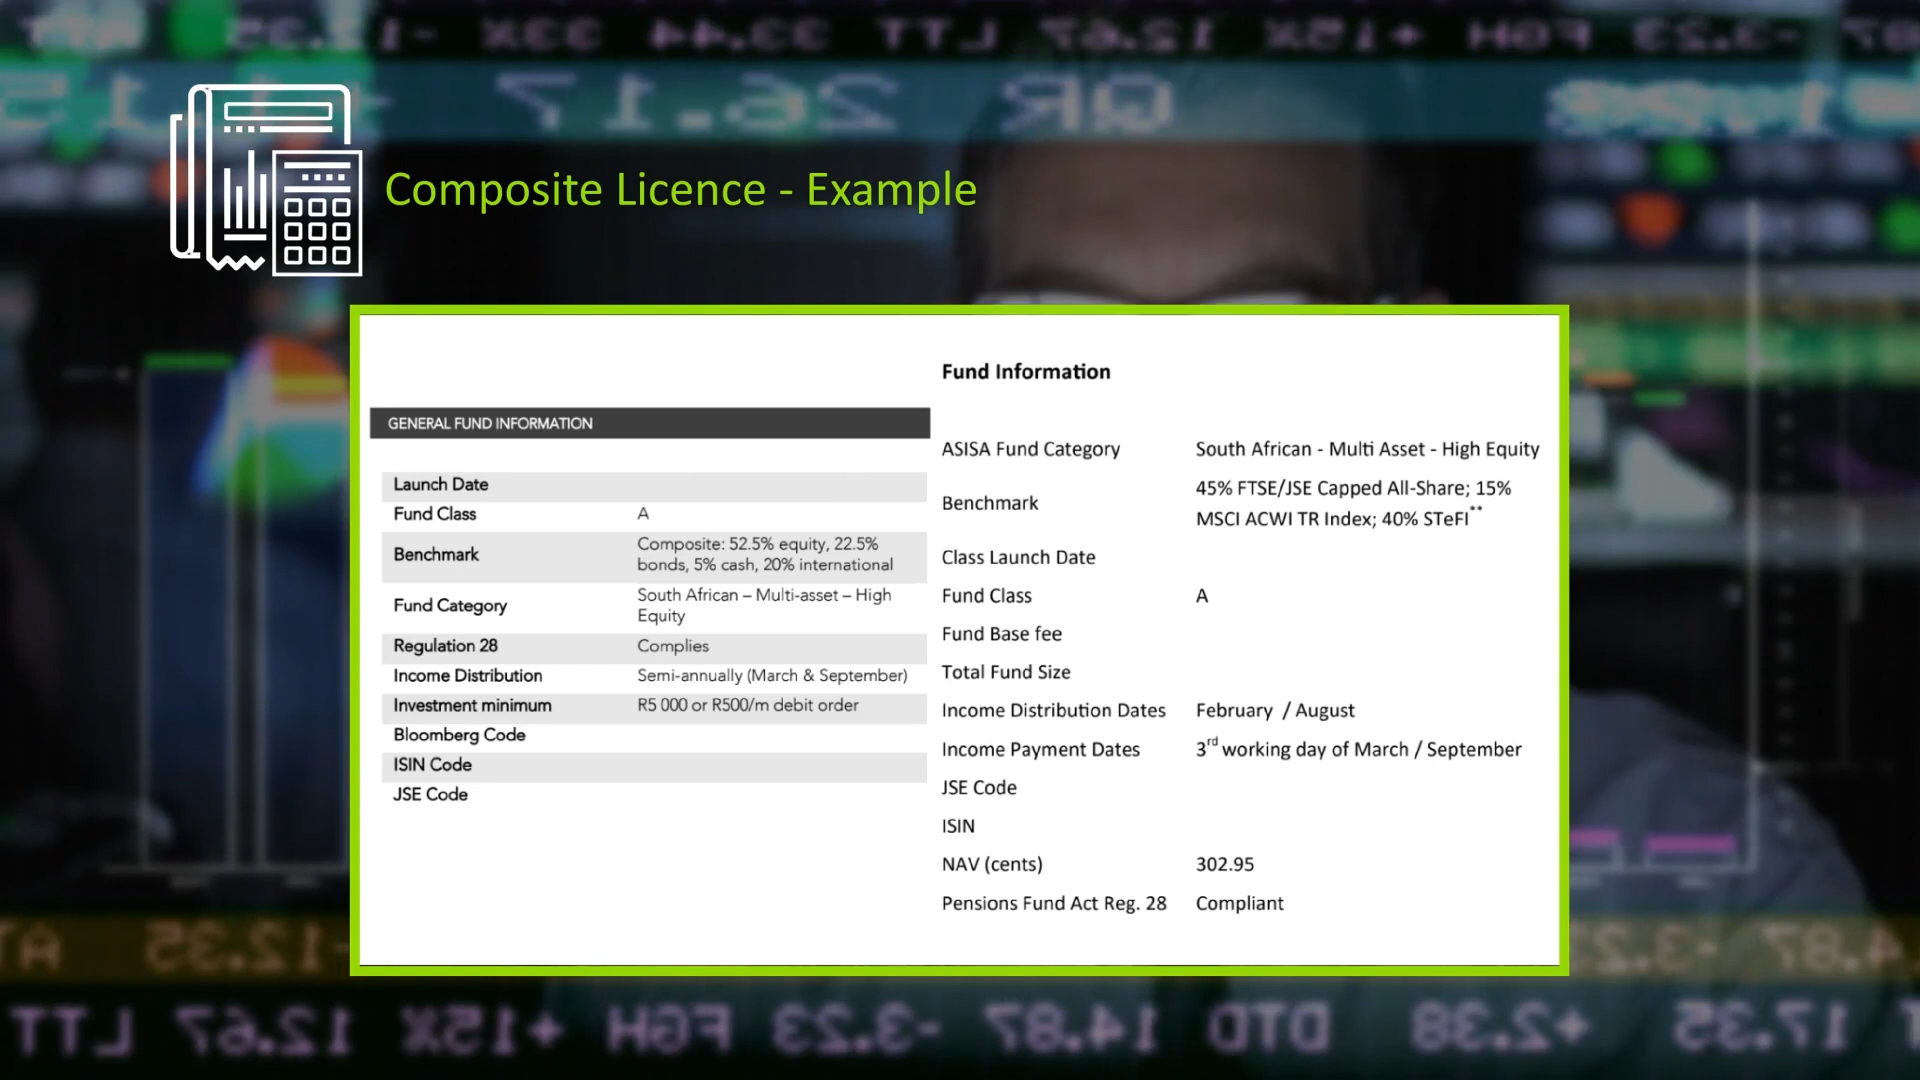 Composite Licence - Example
GENERAL FUND INFORMATION
Launch Date
Fund Class A
Benchmark Composite: 52.5% equity, 22.5%
bonds, 5% cash, 20% international
Fund Category South African – Multi-asset – High
Equity
Regulation 28 Complies
Income Distribution Semi-annually (March & September)
Investment minimum R5 000 or R500/m debit order
Bloomberg Code
ISIN Code
JSE Code
Fund Information
ASISA Fund Category South African - Multi Asset - High Equity
Benchmark 45% FTSE/JSE Capped All-Share; 15%
MSCI ACWI TR Index; 40% STeFI**
Class Launch Date
Fund Class A
Fund Base fee
Total Fund Size
Income Distribution Dates February / August
Income Payment Dates 3rd working day of March / September
JSE Code
ISIN
NAV (cents) 302.95
Pensions Fund Act Reg. 28 Compliant